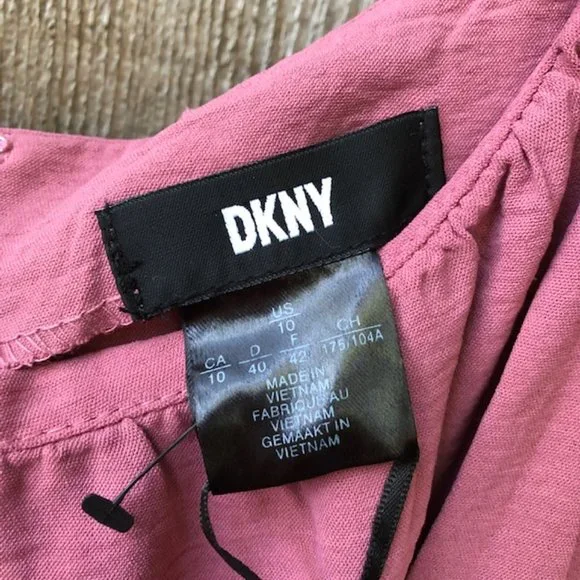 DKNY
US
10
CA D F CH
10 40 42 175/104A
MADE IN
VIETNAM
FABRIQUÉ AU
VIETNAM
GEMAAKT IN
VIETNAM